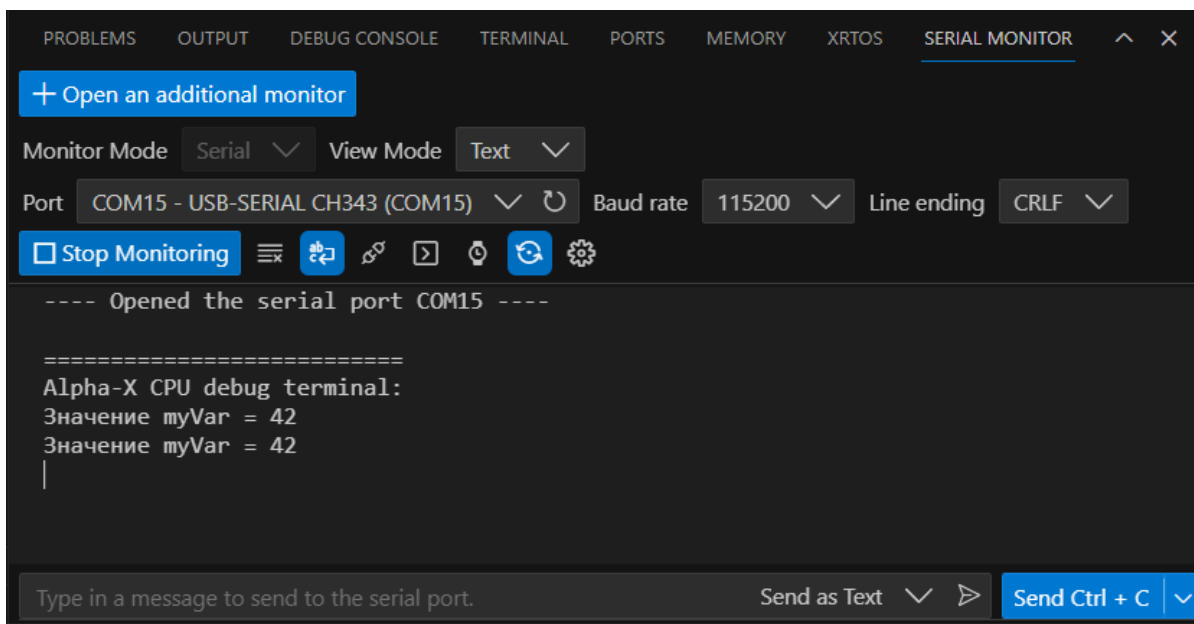 PROBLEMS OUTPUT DEBUG CONSOLE TERMINAL PORTS MEMORY XRTOS SERIAL MONITOR
+ Open an additional monitor
Monitor Mode Serial View Mode Text
Port COM15 - USB-SERIAL CH343 (COM15) Baud rate 115200 Line ending CRLF
Stop Monitoring
---- Opened the serial port COM15 ----
===========================
Alpha-X CPU debug terminal:
Значение myVar = 42
Значение myVar = 42
Type in a message to send to the serial port. Send as Text Send Ctrl + C